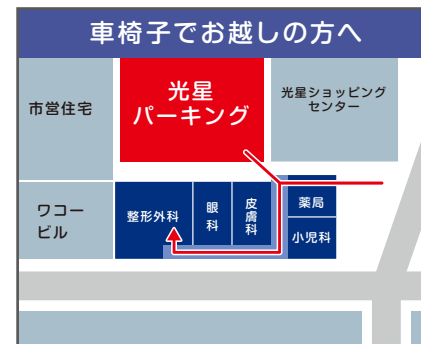 車椅子でお越しの方へ
光星
パーキング
光星ショッピング
センター
市営住宅
ワコー
ビル
整形外科
眼科
皮膚科
薬局
小児科